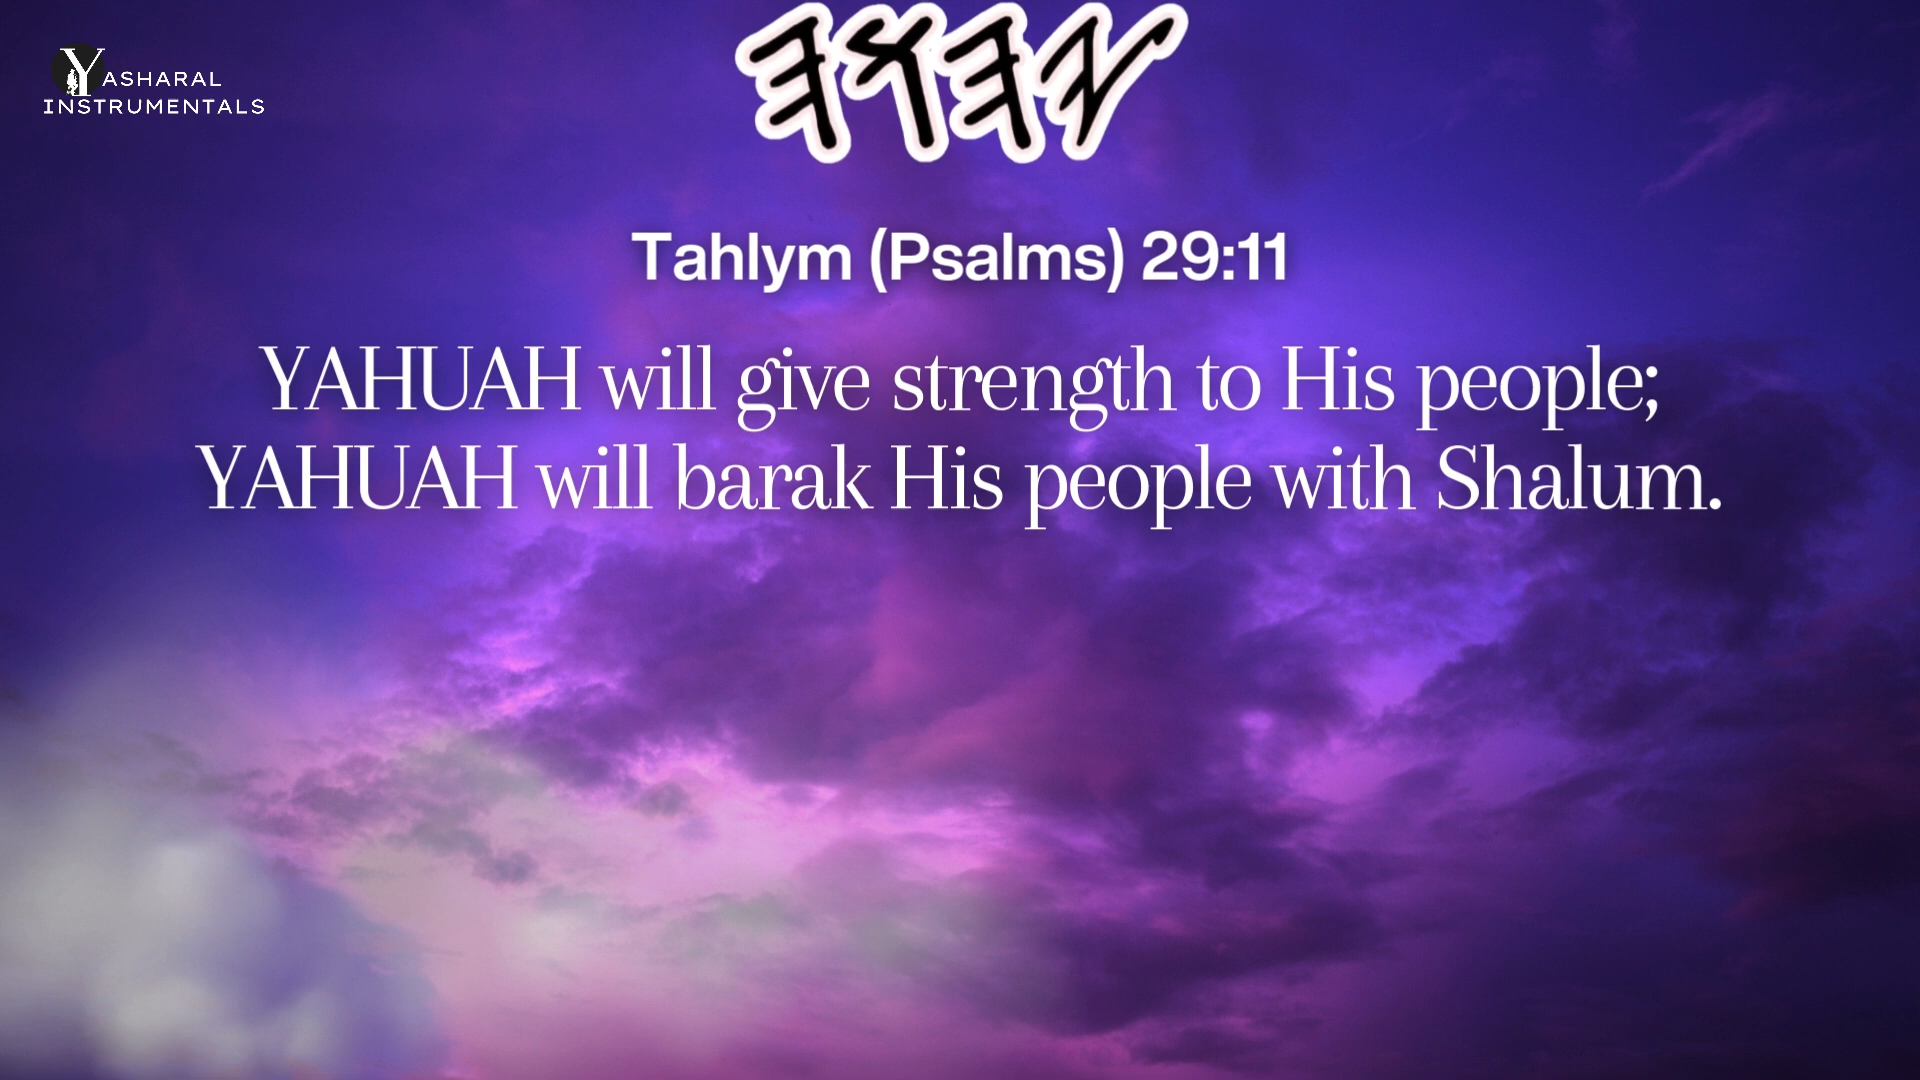 𐤉𐤄𐤅𐤄
YASHARAL
INSTRUMENTALS
Tahlym (Psalms) 29:11
YAHUAH will give strength to His people;
YAHUAH will barak His people with Shalum.